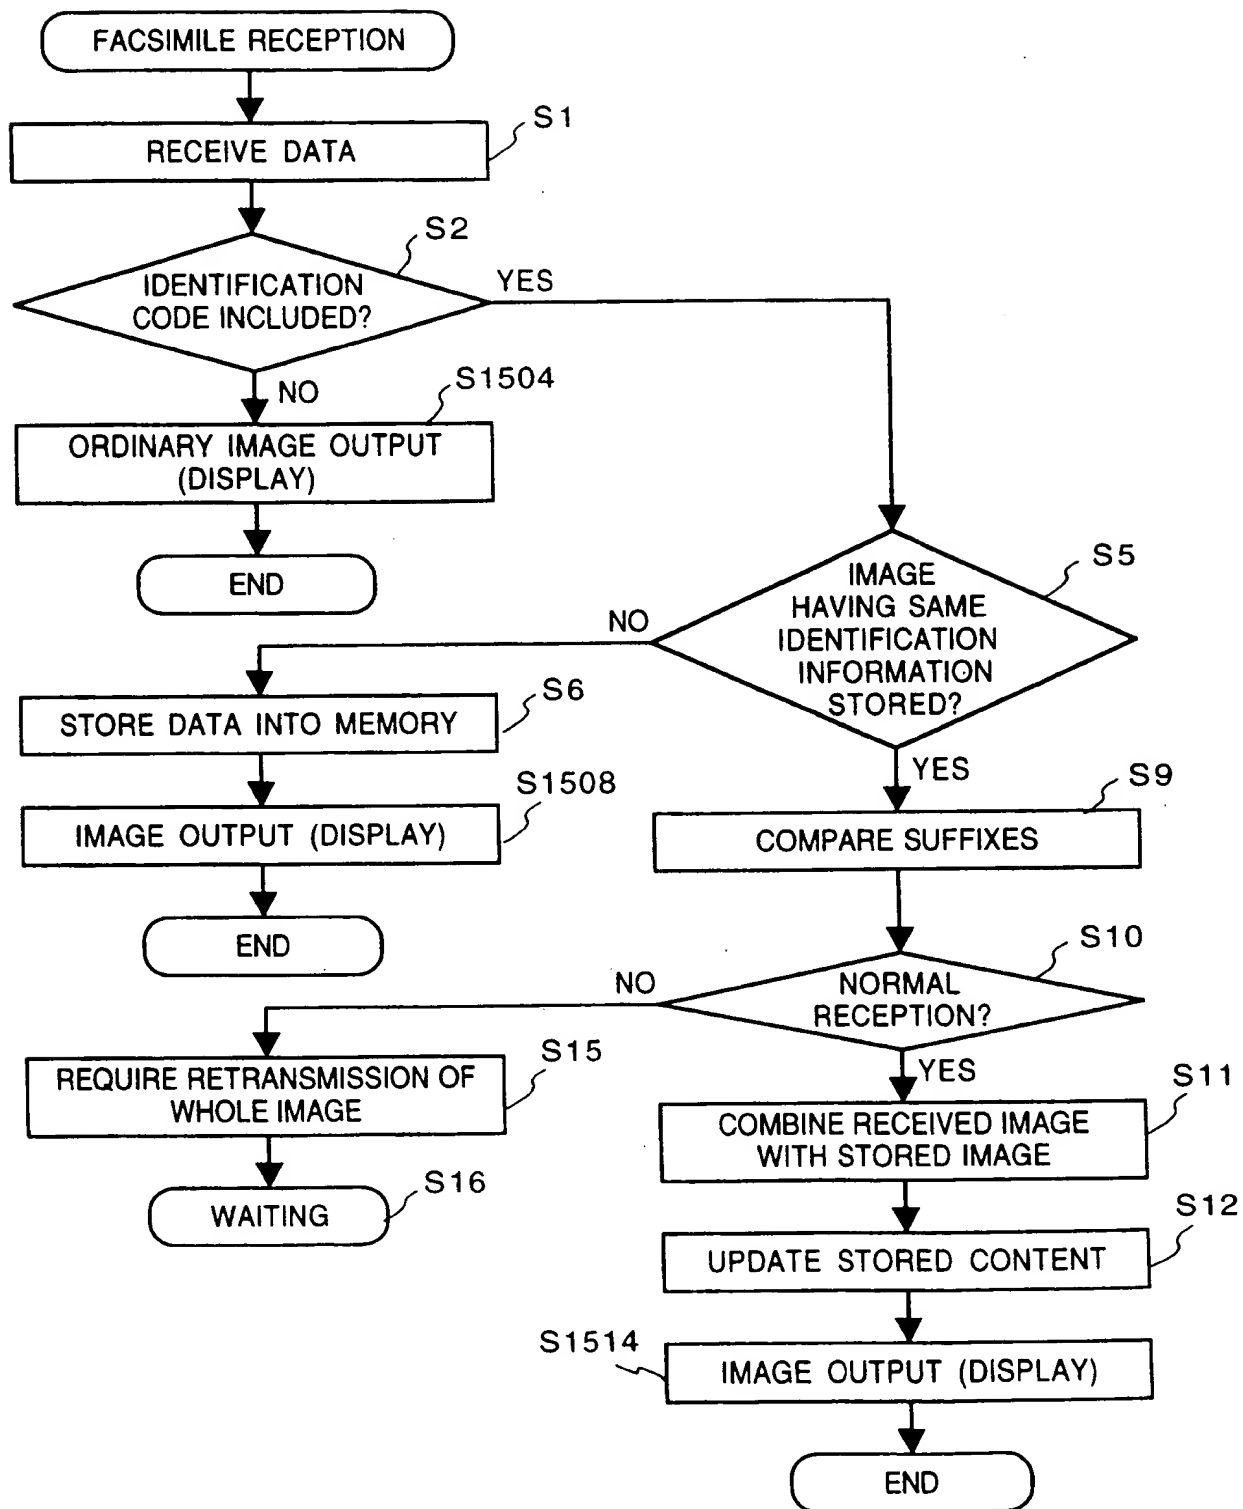 FACSIMILE RECEPTION
S1
RECEIVE DATA
S2
IDENTIFICATION
CODE INCLUDED?
YES
NO
S1504
ORDINARY IMAGE OUTPUT
(DISPLAY)
END
S5
IMAGE
HAVING SAME
IDENTIFICATION
INFORMATION
STORED?
NO
YES
S6
STORE DATA INTO MEMORY
S1508
IMAGE OUTPUT (DISPLAY)
END
S9
COMPARE SUFFIXES
S10
NORMAL
RECEPTION?
NO
YES
S15
REQUIRE RETRANSMISSION OF
WHOLE IMAGE
S16
WAITING
S11
COMBINE RECEIVED IMAGE
WITH STORED IMAGE
S12
UPDATE STORED CONTENT
S1514
IMAGE OUTPUT (DISPLAY)
END